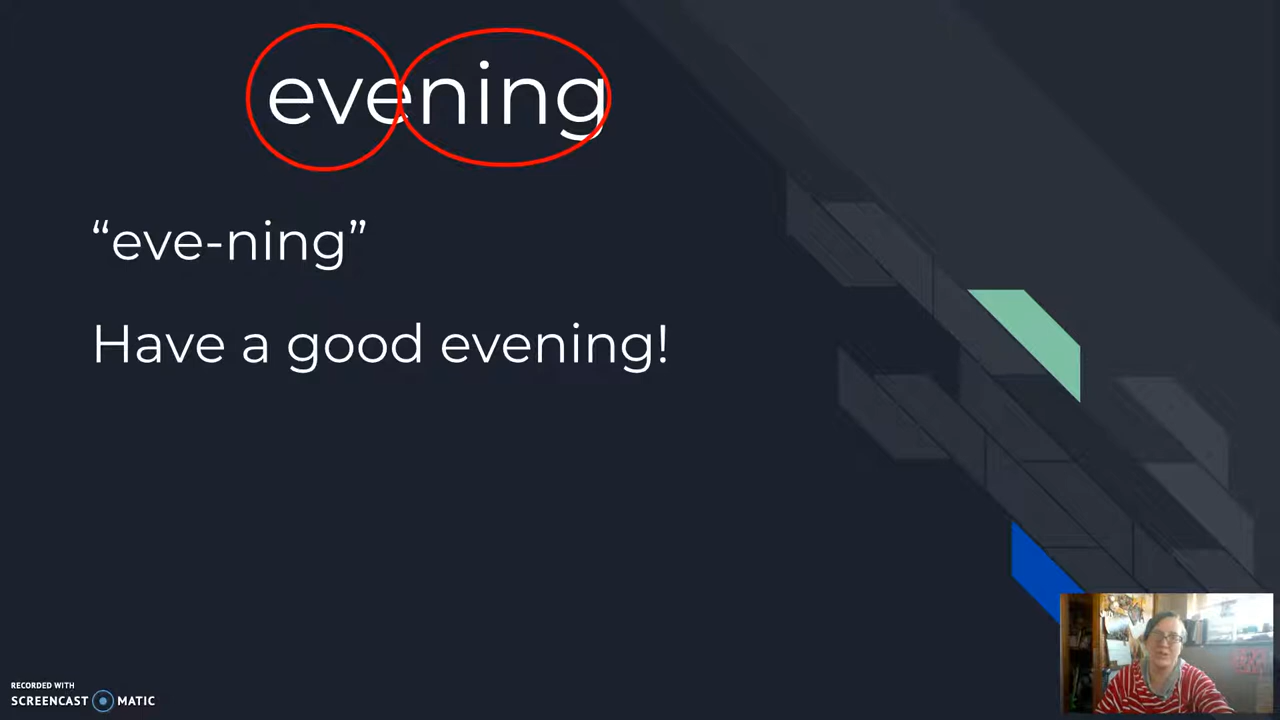 evening
“eve-ning”
Have a good evening!
RECORDED WITH
SCREENCAST MATIC